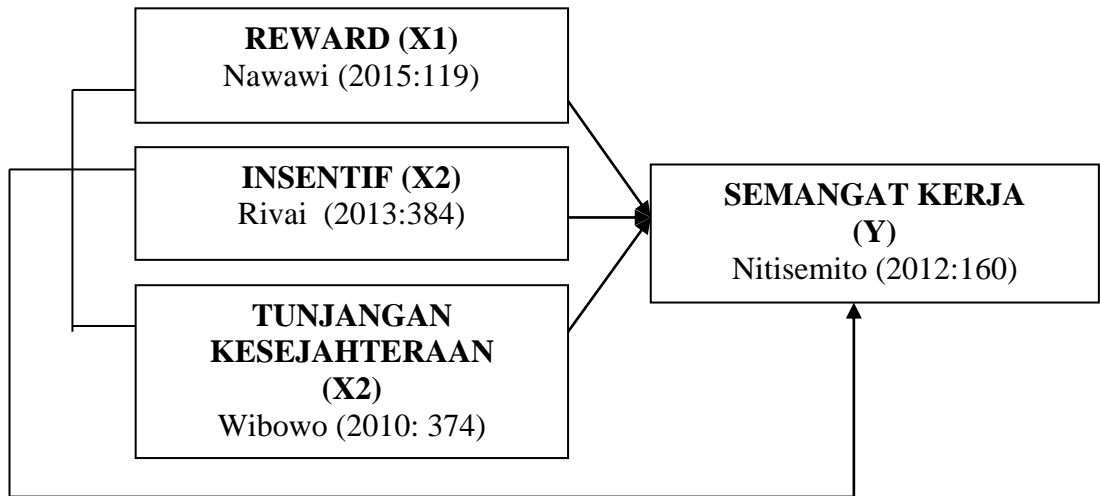 REWARD (X1)
Nawawi (2015:119)
INSENTIF (X2)
Rivai (2013:384)
TUNJANGAN
KESEJAHTERAAN
(X2)
Wibowo (2010: 374)
SEMANGAT KERJA
(Y)
Nitisemito (2012:160)